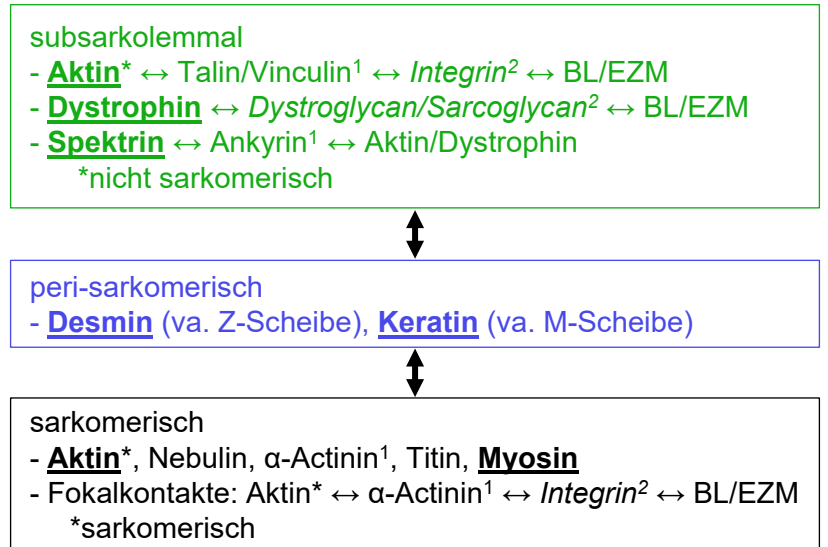 subsarkolemmal
- Aktin* ↔ Talin/Vinculin¹ ↔ Integrin² ↔ BL/EZM
- Dystrophin ↔ Dystroglycan/Sarcoglycan² ↔ BL/EZM
- Spektrin ↔ Ankyrin¹ ↔ Aktin/Dystrophin
*nicht sarkomerisch
peri-sarkomerisch
- Desmin (va. Z-Scheibe), Keratin (va. M-Scheibe)
sarkomerisch
- Aktin*, Nebulin, α-Actinin¹, Titin, Myosin
- Fokalkontakte: Aktin* ↔ α-Actinin¹ ↔ Integrin² ↔ BL/EZM
*sarkomerisch